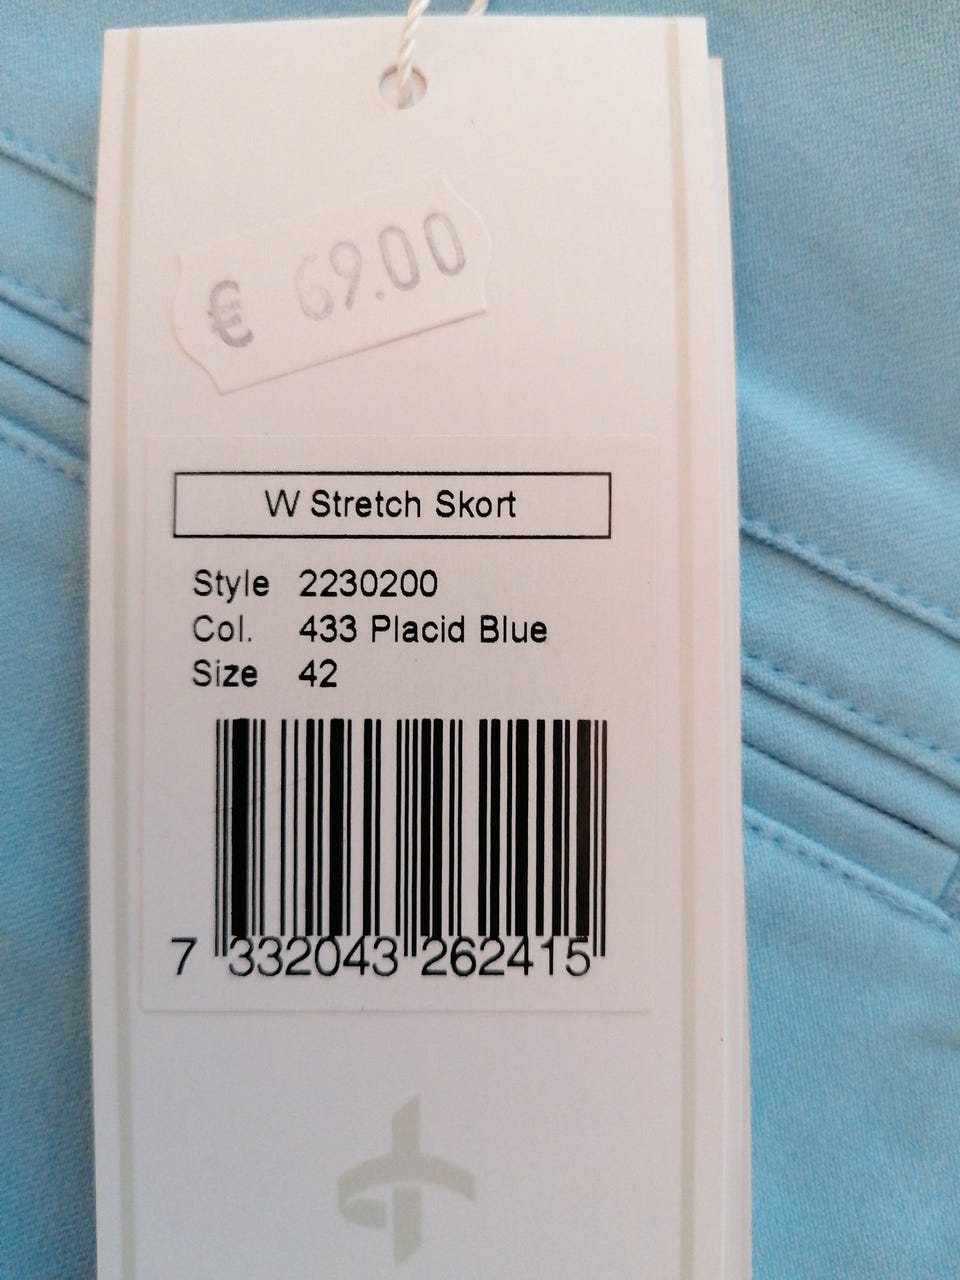 € 69.00
W Stretch Skort
Style 2230200
Col. 433 Placid Blue
Size 42
7 332043 262415